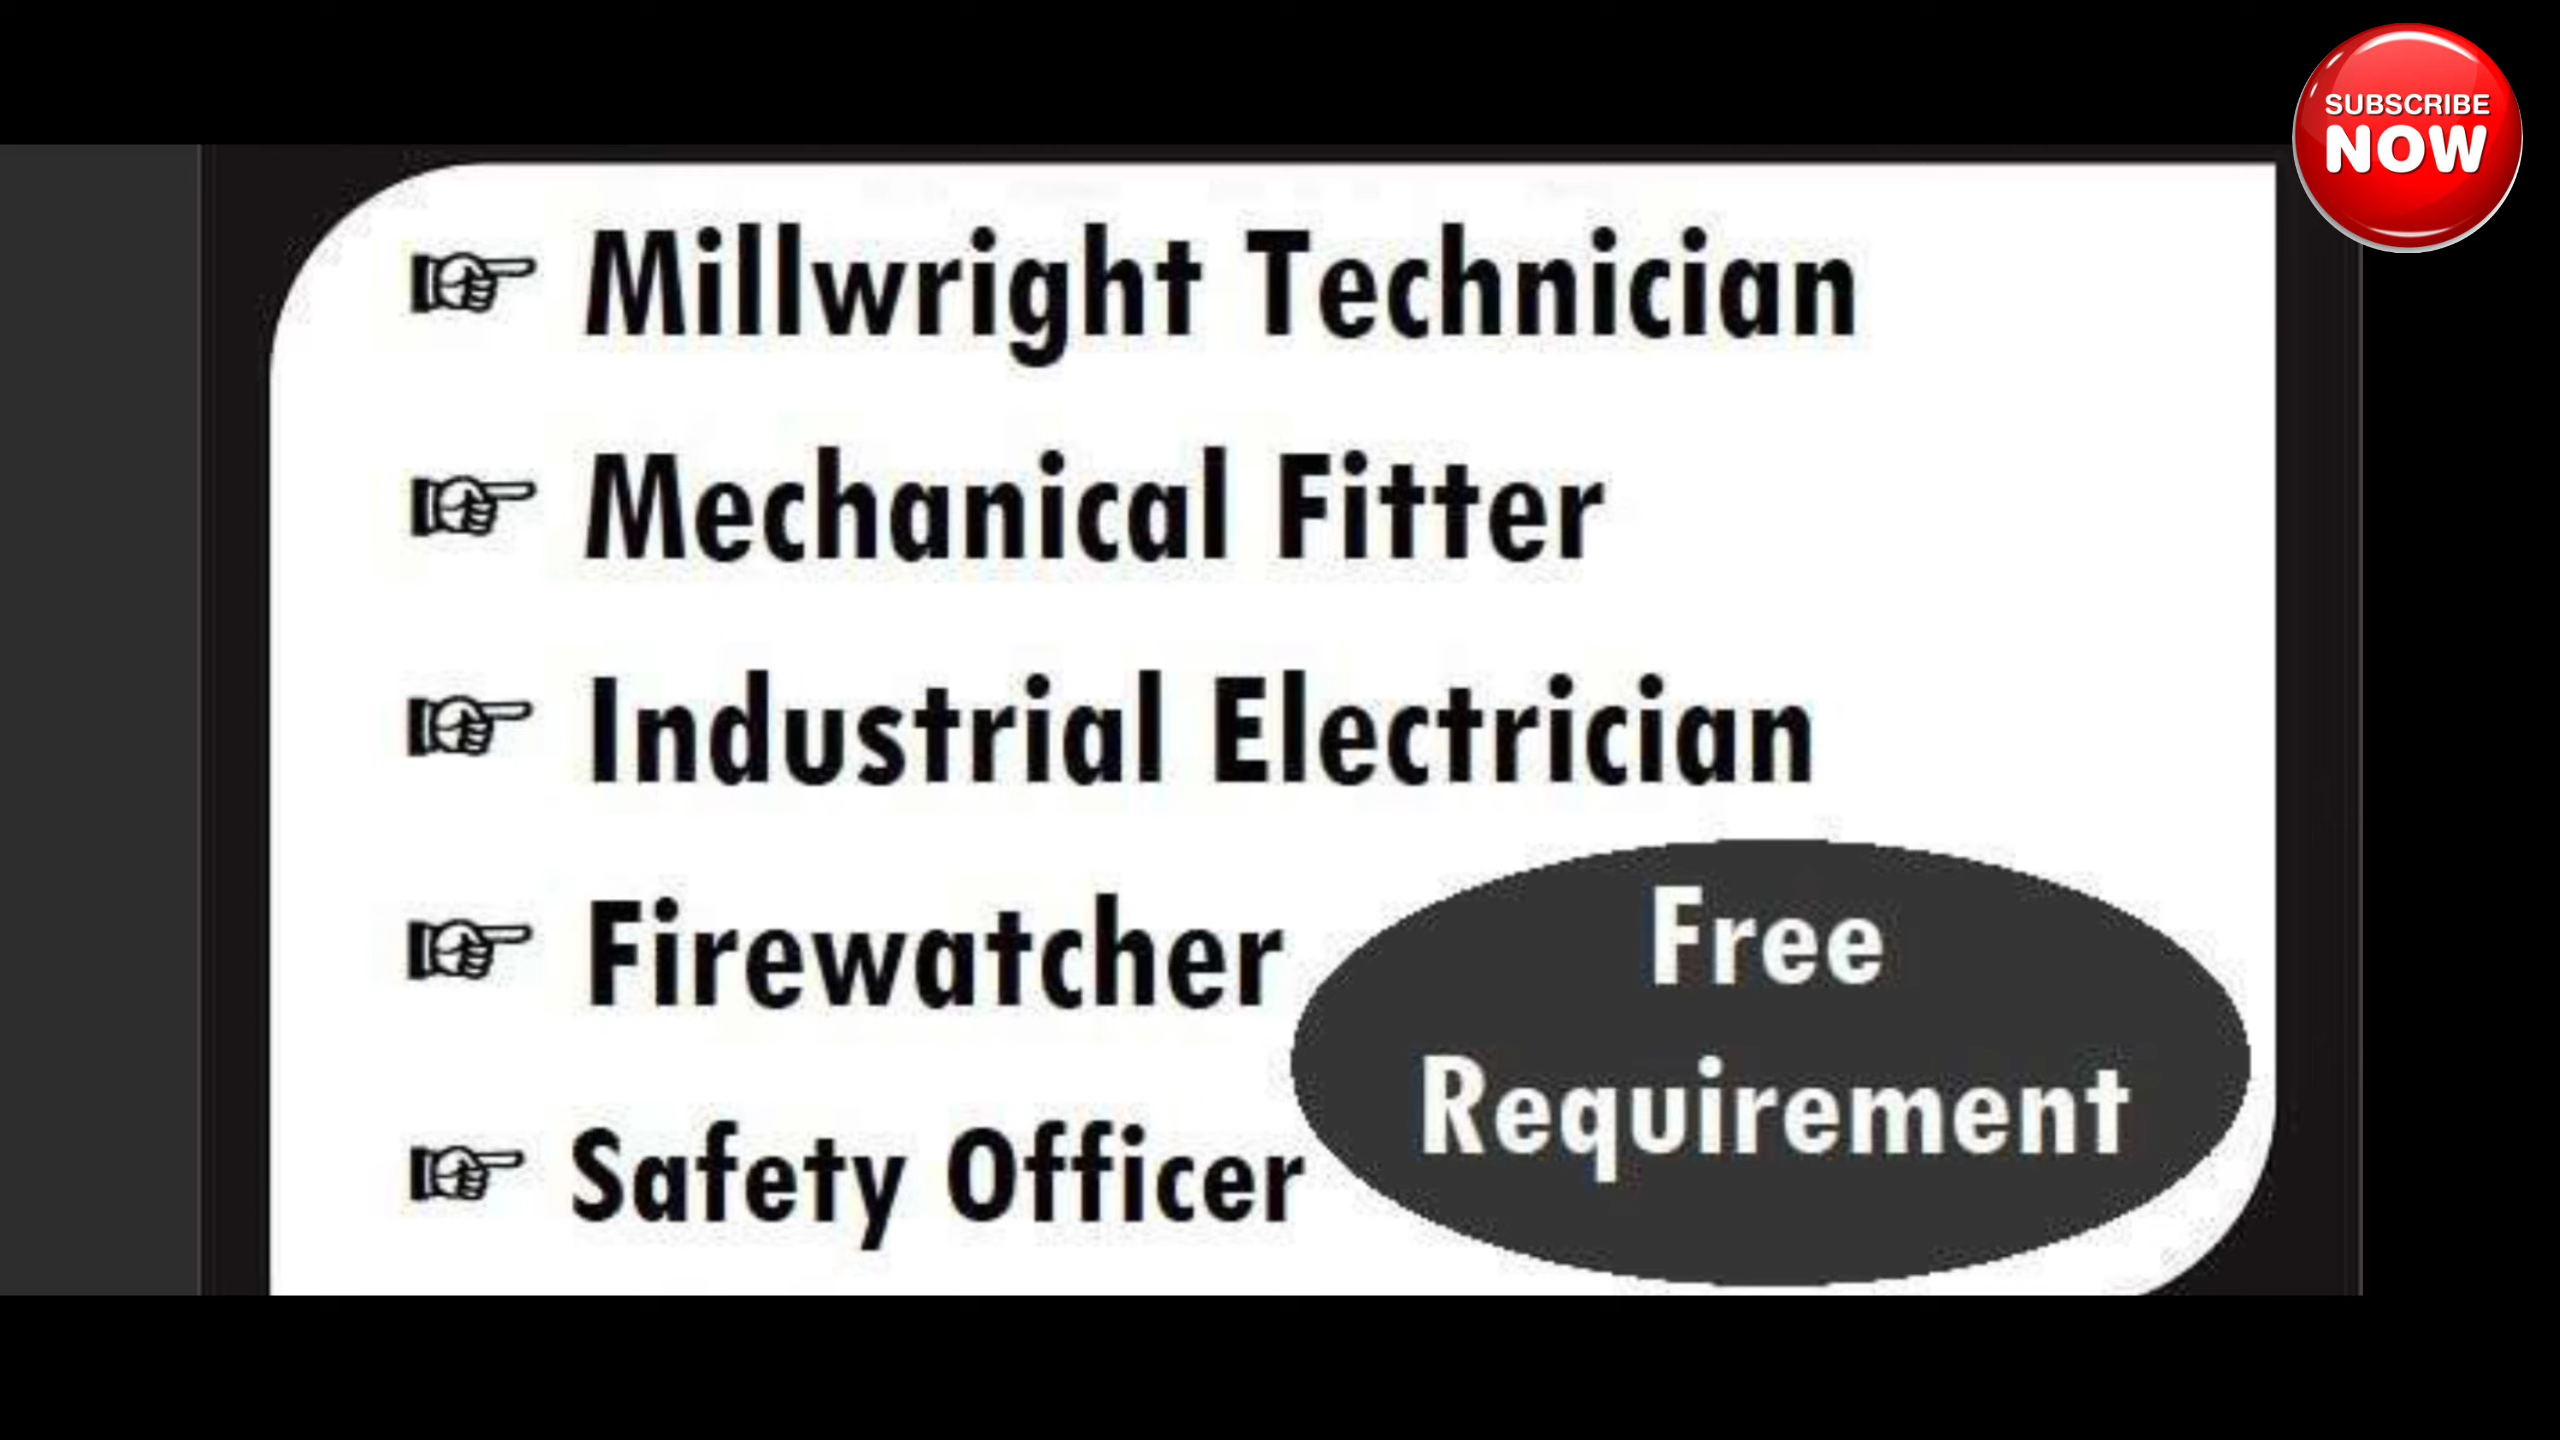 SUBSCRIBE
NOW
Millwright Technician
Mechanical Fitter
Industrial Electrician
Firewatcher
Safety Officer
Free
Requirement